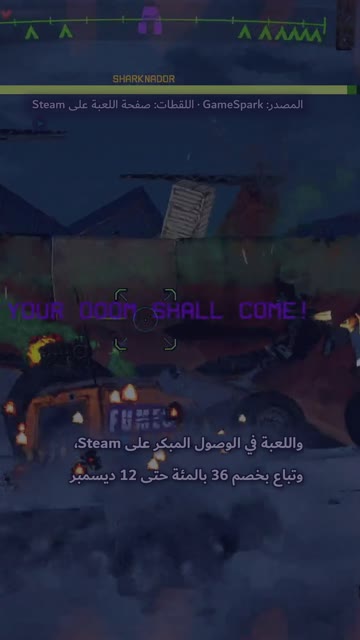 SHARKNADOR
المصدر: GameSpark · اللقطات: صفحة اللعبة على Steam
YOUR DOOM SHALL COME!
FUMES
واللعبة في الوصول المبكر على Steam،
وتباع بخصم 36 بالمئة حتى 12 ديسمبر